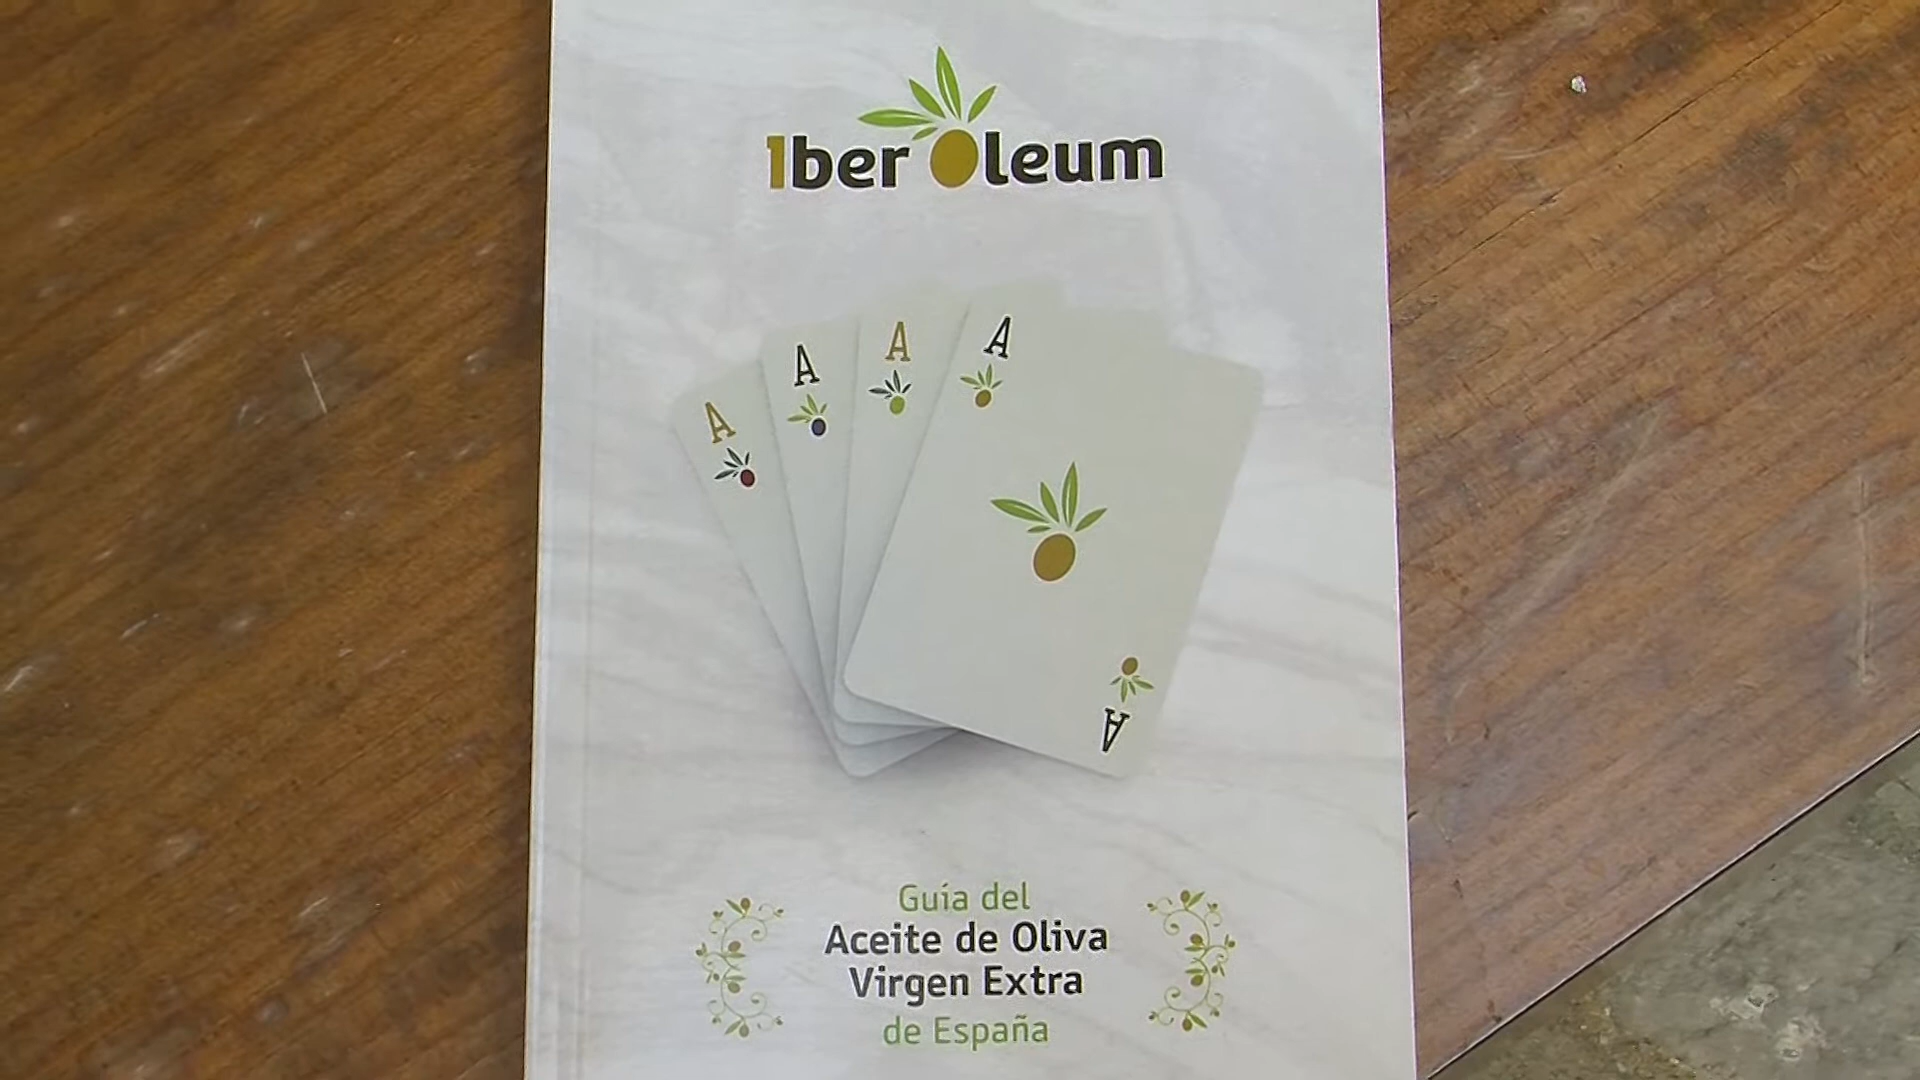 IberOleum
A
A
A
A
A
Guía del
Aceite de Oliva
Virgen Extra
de España